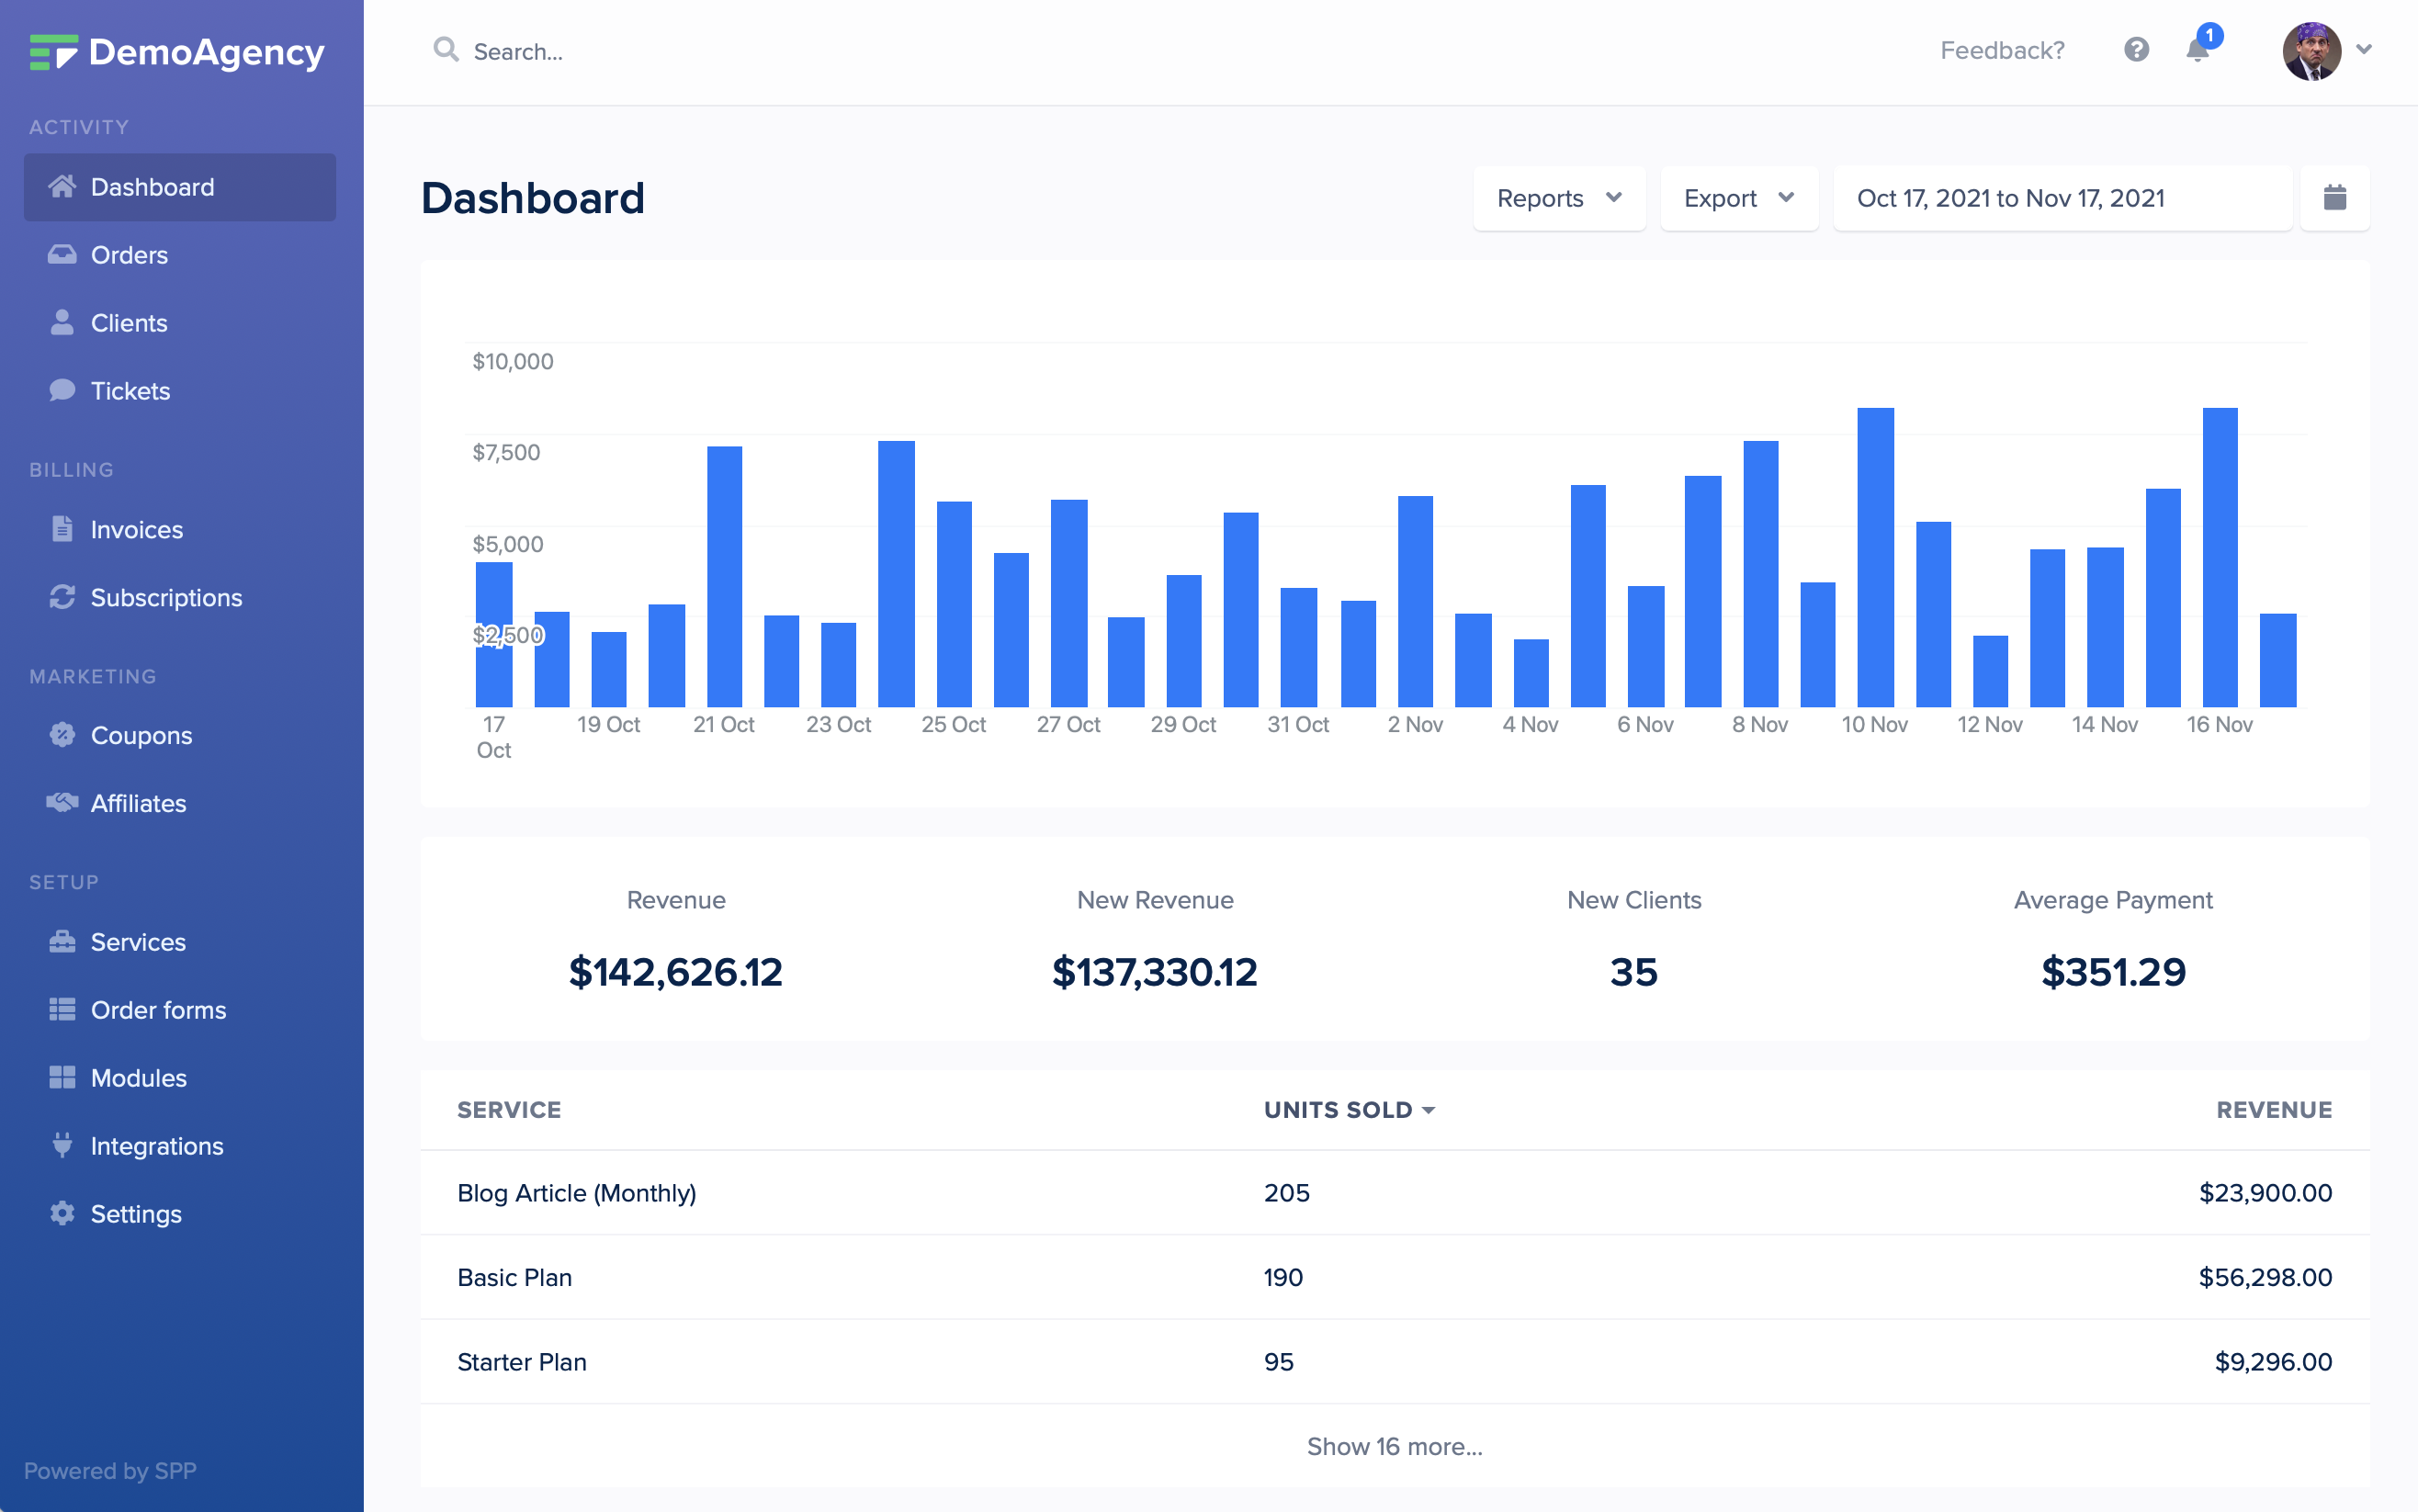 DemoAgency
ACTIVITY
Dashboard
Orders
Clients
Tickets
BILLING
Invoices
Subscriptions
MARKETING
Coupons
Affiliates
SETUP
Services
Order forms
Modules
Integrations
Settings
Powered by SPP
Search...
Feedback?
1
Dashboard
Reports
Export
Oct 17, 2021 to Nov 17, 2021
$10,000
$7,500
$5,000
$2,500
17 Oct
19 Oct
21 Oct
23 Oct
25 Oct
27 Oct
29 Oct
31 Oct
2 Nov
4 Nov
6 Nov
8 Nov
10 Nov
12 Nov
14 Nov
16 Nov
Revenue
$142,626.12
New Revenue
$137,330.12
New Clients
35
Average Payment
$351.29
SERVICE UNITS SOLD REVENUE
Blog Article (Monthly) 205 $23,900.00
Basic Plan 190 $56,298.00
Starter Plan 95 $9,296.00
Show 16 more...